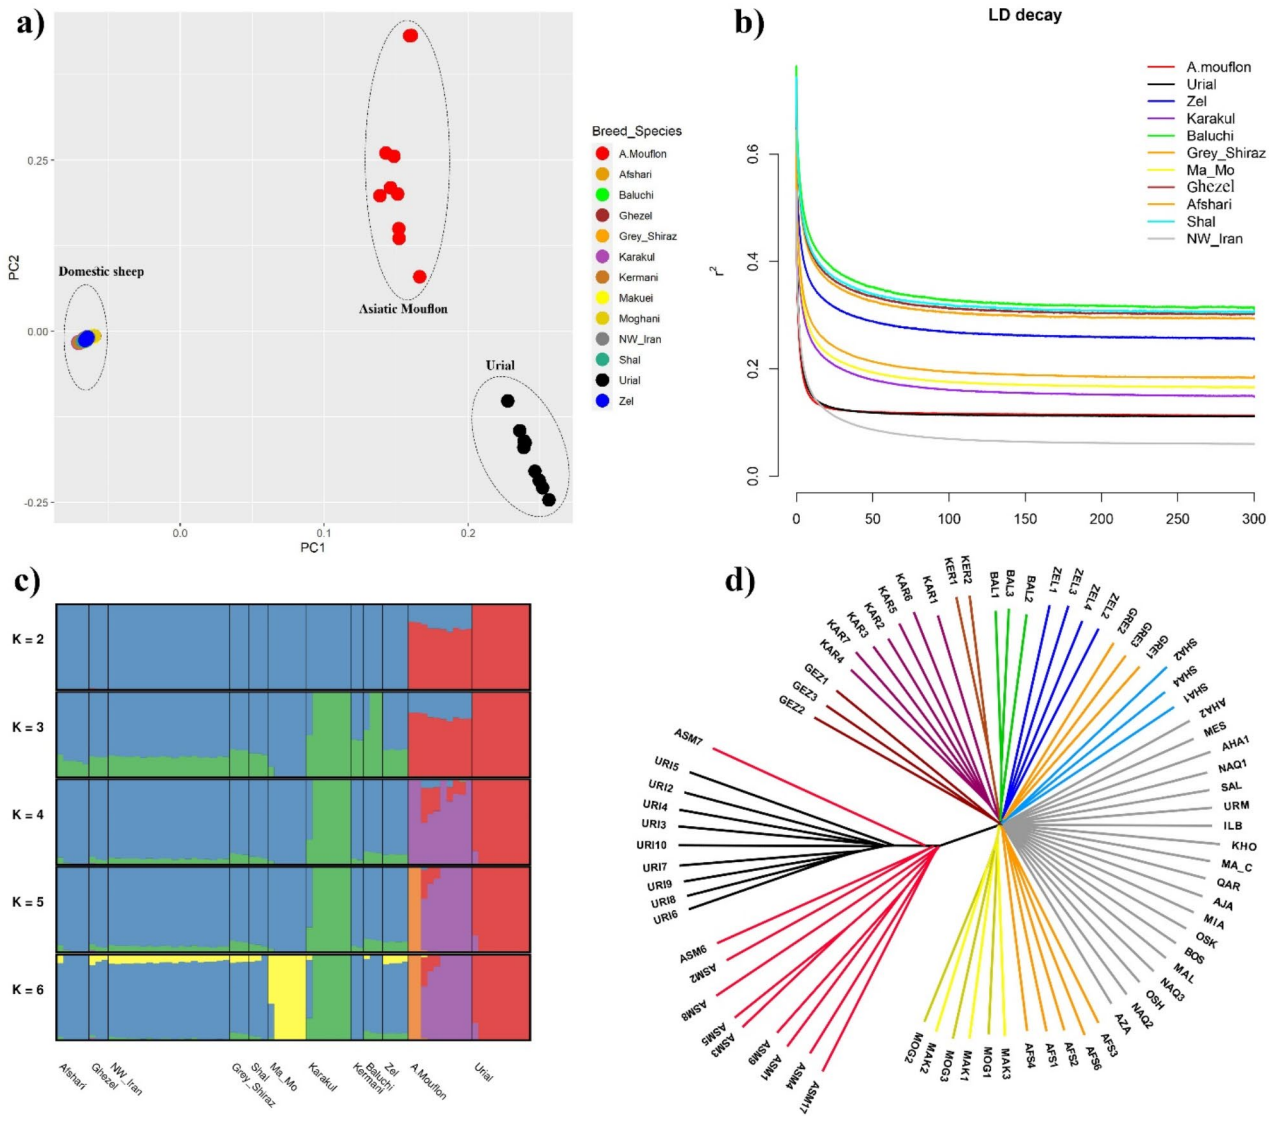 a)
0.25
0.00
-0.25
PC2
0.0
0.1
0.2
PC1
Domestic sheep
Asiatic Mouflon
Urial
Breed_Species
A.Mouflon
Afshari
Baluchi
Ghezel
Grey_Shiraz
Karakul
Kermani
Makuei
Moghani
NW_Iran
Shal
Urial
Zel
b)
LD decay
r2
0.6
0.4
0.2
0.0
0
50
100
150
200
250
300
A.mouflon
Urial
Zel
Karakul
Baluchi
Grey_Shiraz
Ma_Mo
Ghezel
Afshari
Shal
NW_Iran
c)
K = 2
K = 3
K = 4
K = 5
K = 6
Afshari
Ghezel
NW_Iran
Grey_Shiraz
Shal
Ma_Mo
Karakul
Kermani
Baluchi
Zel
A.Mouflon
Urial
d)
ASM7
URI5
URI2
URI4
URI3
URI10
URI7
URI9
URI8
URI6
GEZ2
GEZ3
GEZ1
KAR4
KAR7
KAR3
KAR2
KAR5
KAR6
KAR1
KER1
KER2
BAL1
BAL3
BAL2
ZEL1
ZEL3
ZEL4
ZEL2
GRE2
GRE3
GRE1
SHA2
SHA4
SHA1
AHA2
MES
AHA1
NAQ1
SAL
URM
ILB
KHO
MA_C
QAR
AJA
MIA
OSK
BOS
MAL
NAQ3
OSH
NAQ2
AZA
AFS3
AFS6
AFS2
AFS1
AFS4
MAK3
MOG1
MAK1
MOG3
MAK2
MOG2
ASM17
ASM4
ASM1
ASM9
ASM3
ASM5
ASM8
ASM2
ASM6